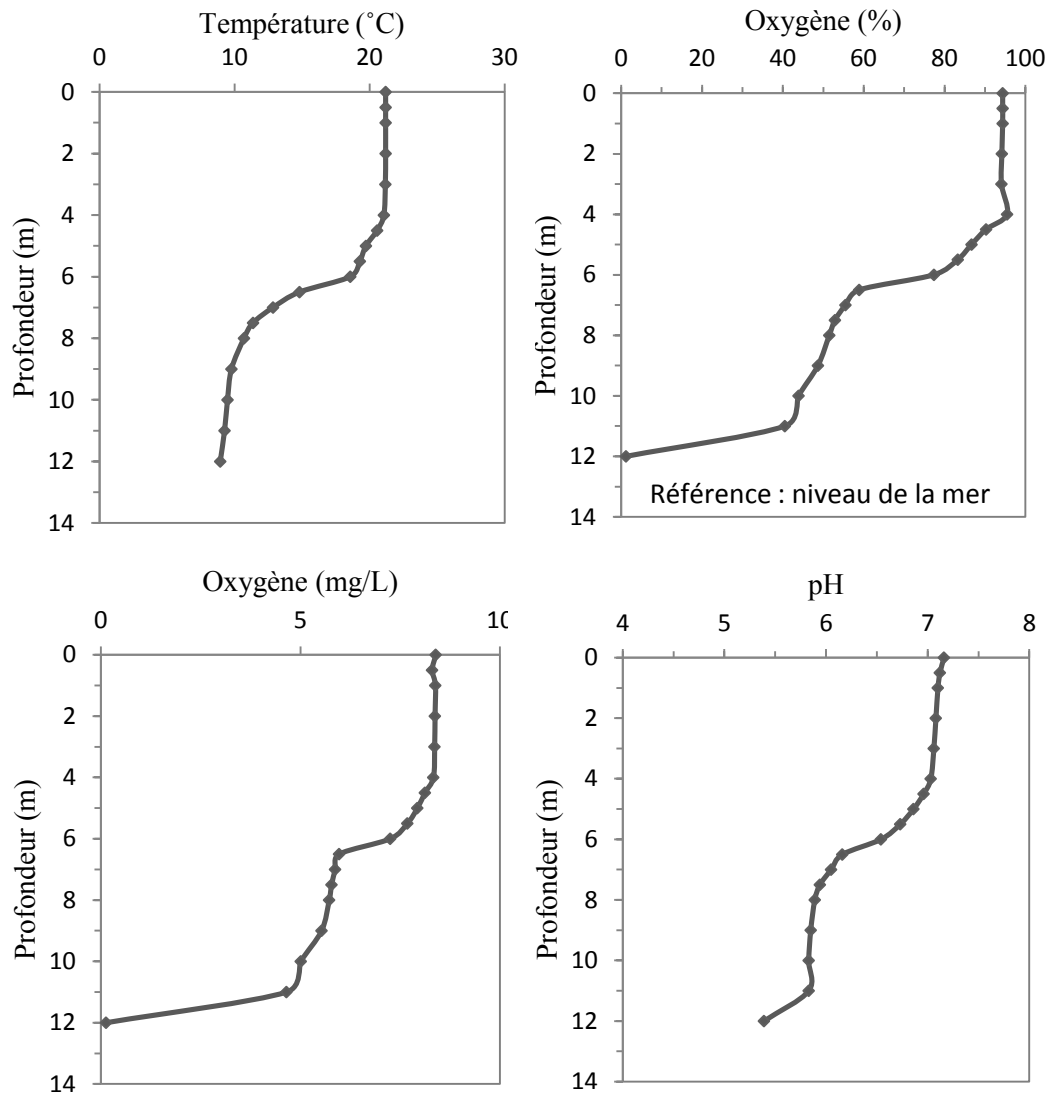 Température (˚C)
0 10 20 30
Profondeur (m)
0
2
4
6
8
10
12
14
Oxygène (%)
0 20 40 60 80 100
Profondeur (m)
0
2
4
6
8
10
12
14
Référence : niveau de la mer
Oxygène (mg/L)
0 5 10
Profondeur (m)
0
2
4
6
8
10
12
14
pH
4 5 6 7 8
Profondeur (m)
0
2
4
6
8
10
12
14